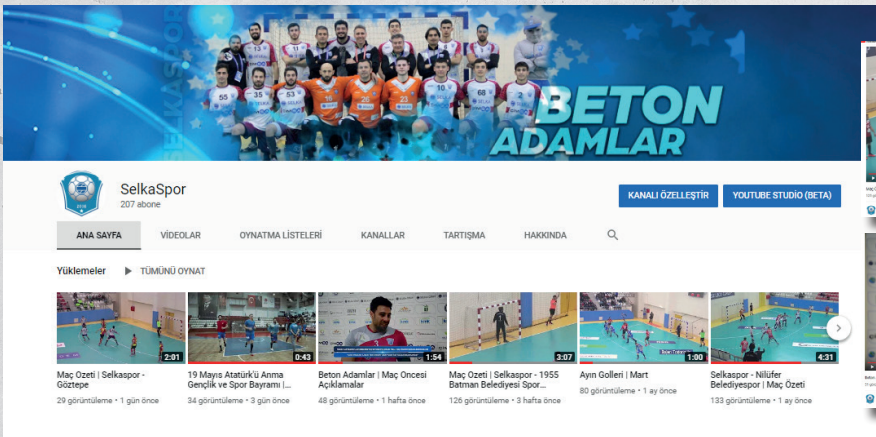 SELKASPOR
BETON
ADAMLAR
SelkaSpor
207 abone
KANALI ÖZELLEŞTİR
YOUTUBE STUDIO (BETA)
ANA SAYFA
VİDEOLAR
OYNATMA LİSTELERİ
KANALLAR
TARTIŞMA
HAKKINDA
Yüklemeler
TÜMÜNÜ OYNAT
2:01
0:43
1:54
3:07
1:00
4:31
Maç Özeti | Selkaspor -
Göztepe
29 görüntüleme • 1 gün önce
19 Mayıs Atatürk'ü Anma
Gençlik ve Spor Bayramı |...
34 görüntüleme • 3 gün önce
Beton Adamlar | Maç Öncesi
Açıklamalar
48 görüntüleme • 1 hafta önce
Maç Özeti | Selkaspor - 1955
Batman Belediyesi Spor...
126 görüntüleme • 3 hafta önce
Ayın Golleri | Mart
80 görüntüleme • 1 ay önce
Selkaspor - Nilüfer
Belediyespor | Maç Özeti
133 görüntüleme • 1 ay önce